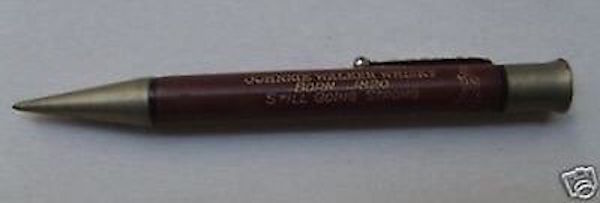 JOHNNIE WALKER WHISKY
BORN 1820
STILL GOING STRONG